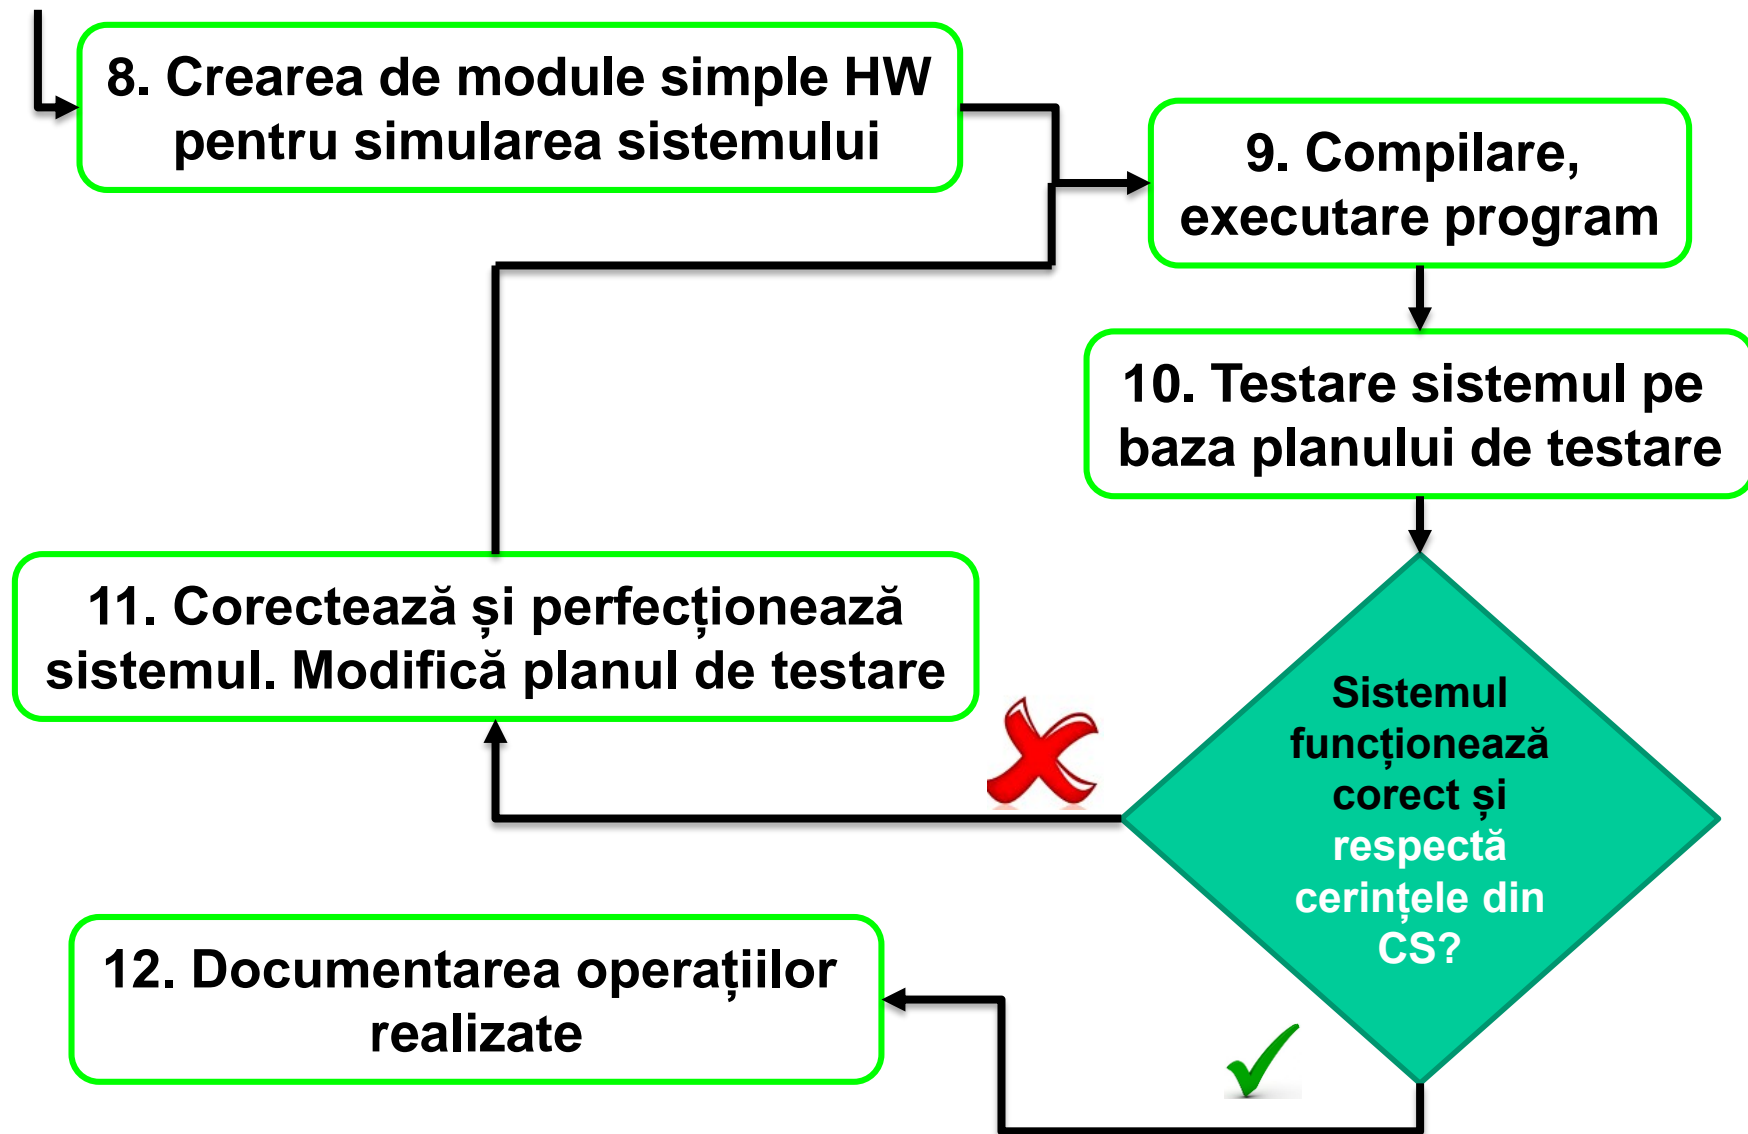 8. Crearea de module simple HW
pentru simularea sistemului
9. Compilare,
executare program
10. Testare sistemul pe
baza planului de testare
11. Corectează și perfecționează
sistemul. Modifică planul de testare
Sistemul
funcționează
corect și
respectă
cerințele din
CS?
12. Documentarea operațiilor
realizate